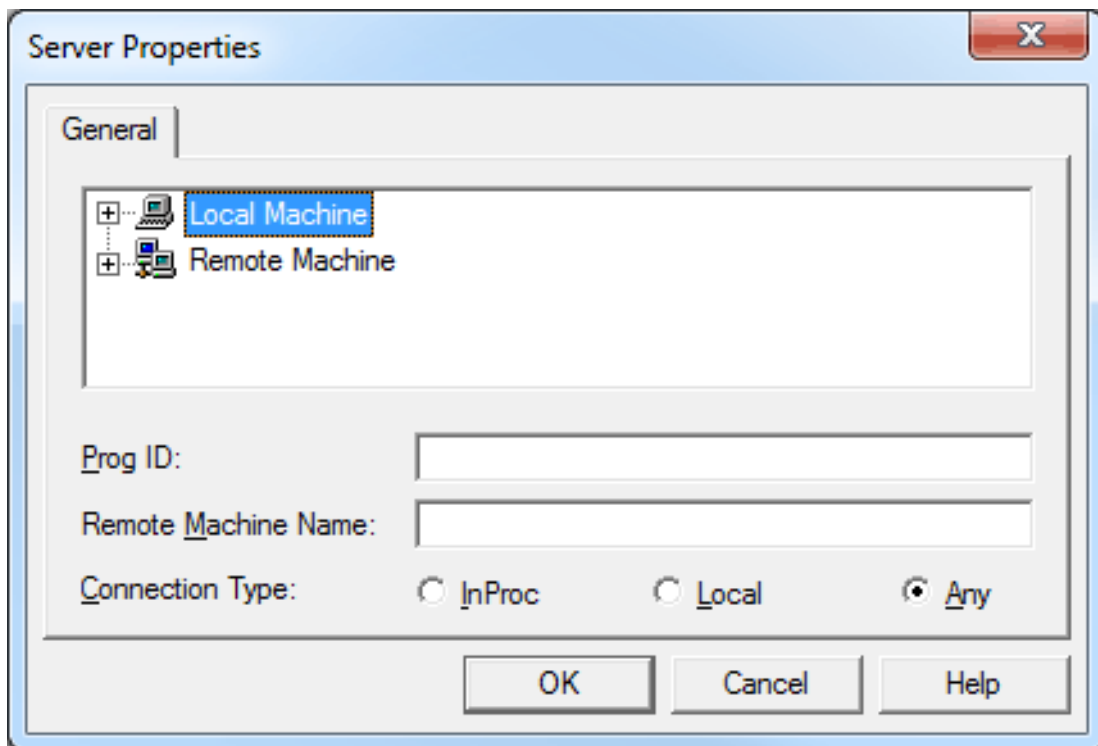 Server Properties
General
Local Machine
Remote Machine
Prog ID:
Remote Machine Name:
Connection Type: InProc Local Any
OK Cancel Help